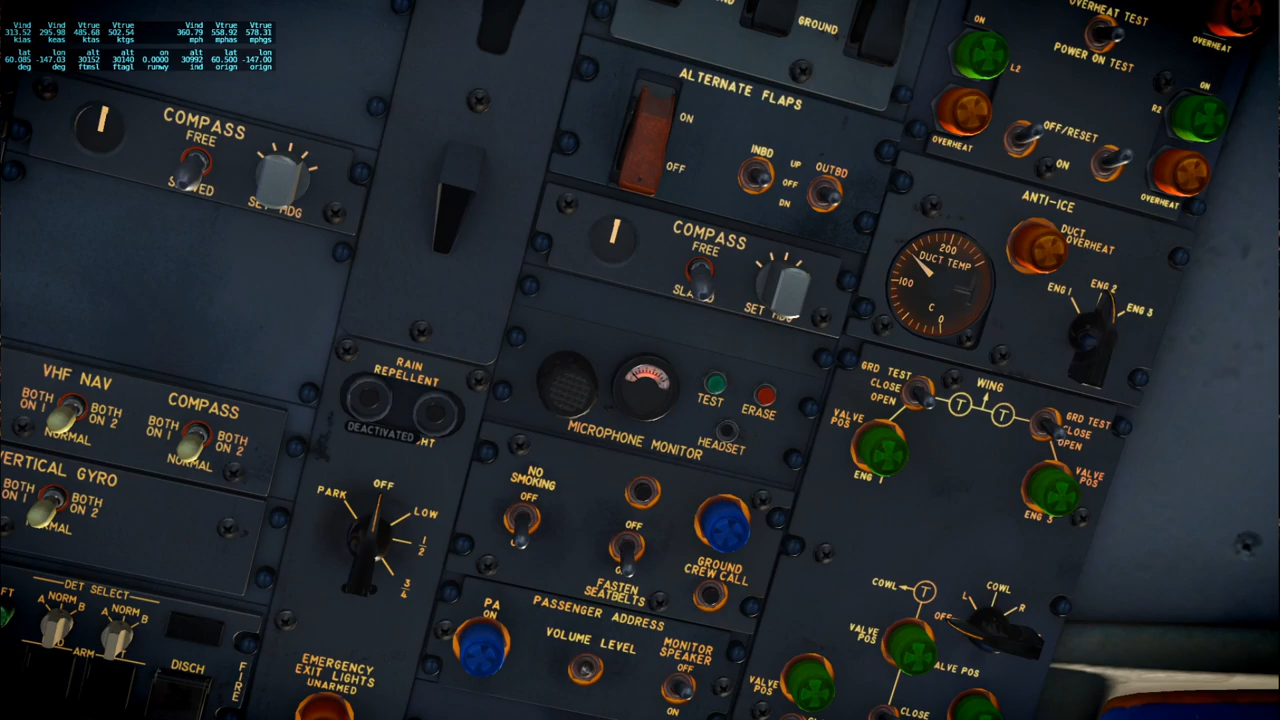 Vind Vind Vtrue Vtrue Vind Vtrue Vtrue
313.52 295.98 485.68 502.54 360.79 558.92 578.31
kias keas ktas ktgs mph mph mphgs
lat lon alt alt on alt lat lon
60.085 -147.03 30152 30140 0.0000 30992 60.500 -147.00
deg deg ftmsl ftagl runwy ind orign orign
GROUND
OVERHEAT TEST
ON
OVERHEAT
POWER ON TEST
L2
ON
R2
OFF/RESET
ON
OVERHEAT
OVERHEAT
ALTERNATE FLAPS
ON
OFF
INBD
UP
OFF
DN
OUTBD
COMPASS
FREE
COMPASS
FREE
ANTI-ICE
DUCT
OVERHEAT
200
DUCT TEMP
100
C
0
ENG 1
ENG 2
ENG 3
VHF NAV
BOTH
ON 1
BOTH
ON 2
NORMAL
COMPASS
BOTH
ON 1
BOTH
ON 2
NORMAL
VERTICAL GYRO
BOTH
ON 1
BOTH
ON 2
RAIN
REPELLENT
DEACTIVATED
TEST
ERASE
HEADSET
MICROPHONE MONITOR
GRD TEST
CLOSE
OPEN
WING
T
T
GRD TEST
CLOSE
OPEN
VALVE
POS
VALVE
POS
ENG 1
ENG 3
PARK
OFF
LOW
1/2
3/4
NO
SMOKING
OFF
OFF
FASTEN
SEATBELTS
GROUND
CREW CALL
COWL
T
COWL
L
R
OFF
VALVE
POS
VALVE POS
DET SELECT
A NORM B
A NORM B
ARM
DISCH
FIRE
EMERGENCY
EXIT LIGHTS
UNARMED
PASSENGER ADDRESS
PA
ON
VOLUME LEVEL
MONITOR
SPEAKER
OFF
ON
VALVE
POS
CLOSE